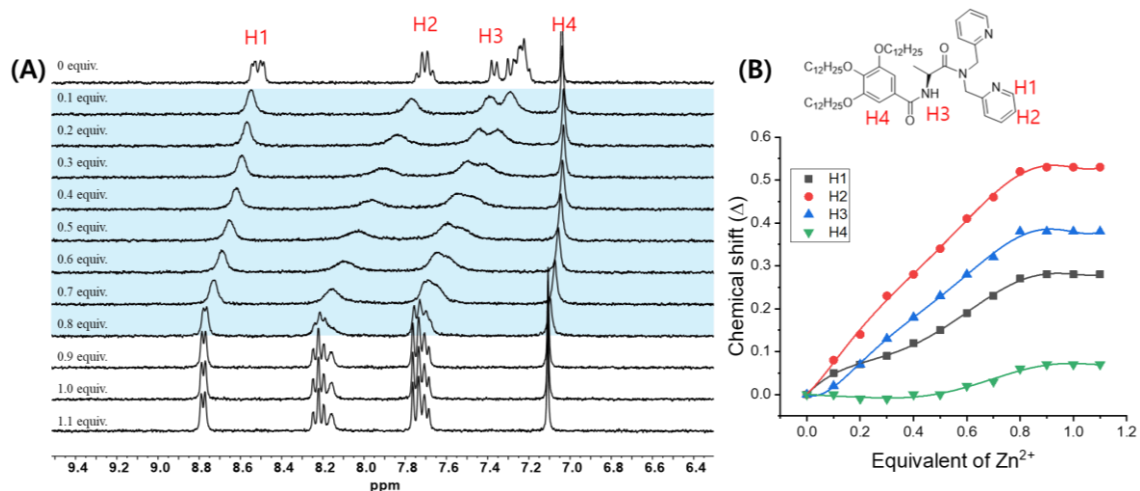 (A)
H1 H2 H3 H4
0 equiv.
0.1 equiv.
0.2 equiv.
0.3 equiv.
0.4 equiv.
0.5 equiv.
0.6 equiv.
0.7 equiv.
0.8 equiv.
0.9 equiv.
1.0 equiv.
1.1 equiv.
9.4 9.2 9.0 8.8 8.6 8.4 8.2 8.0 7.8 7.6 7.4 7.2 7.0 6.8 6.6 6.4
ppm
(B)
N
OC12H25 O
C12H25O N N
C12H25O NH H1
H4 O H3 H2
0.6
0.5
0.4
0.3
0.2
0.1
0.0
Chemical shift (Δ)
H1
H2
H3
H4
0.0 0.2 0.4 0.6 0.8 1.0 1.2
Equivalent of Zn2+